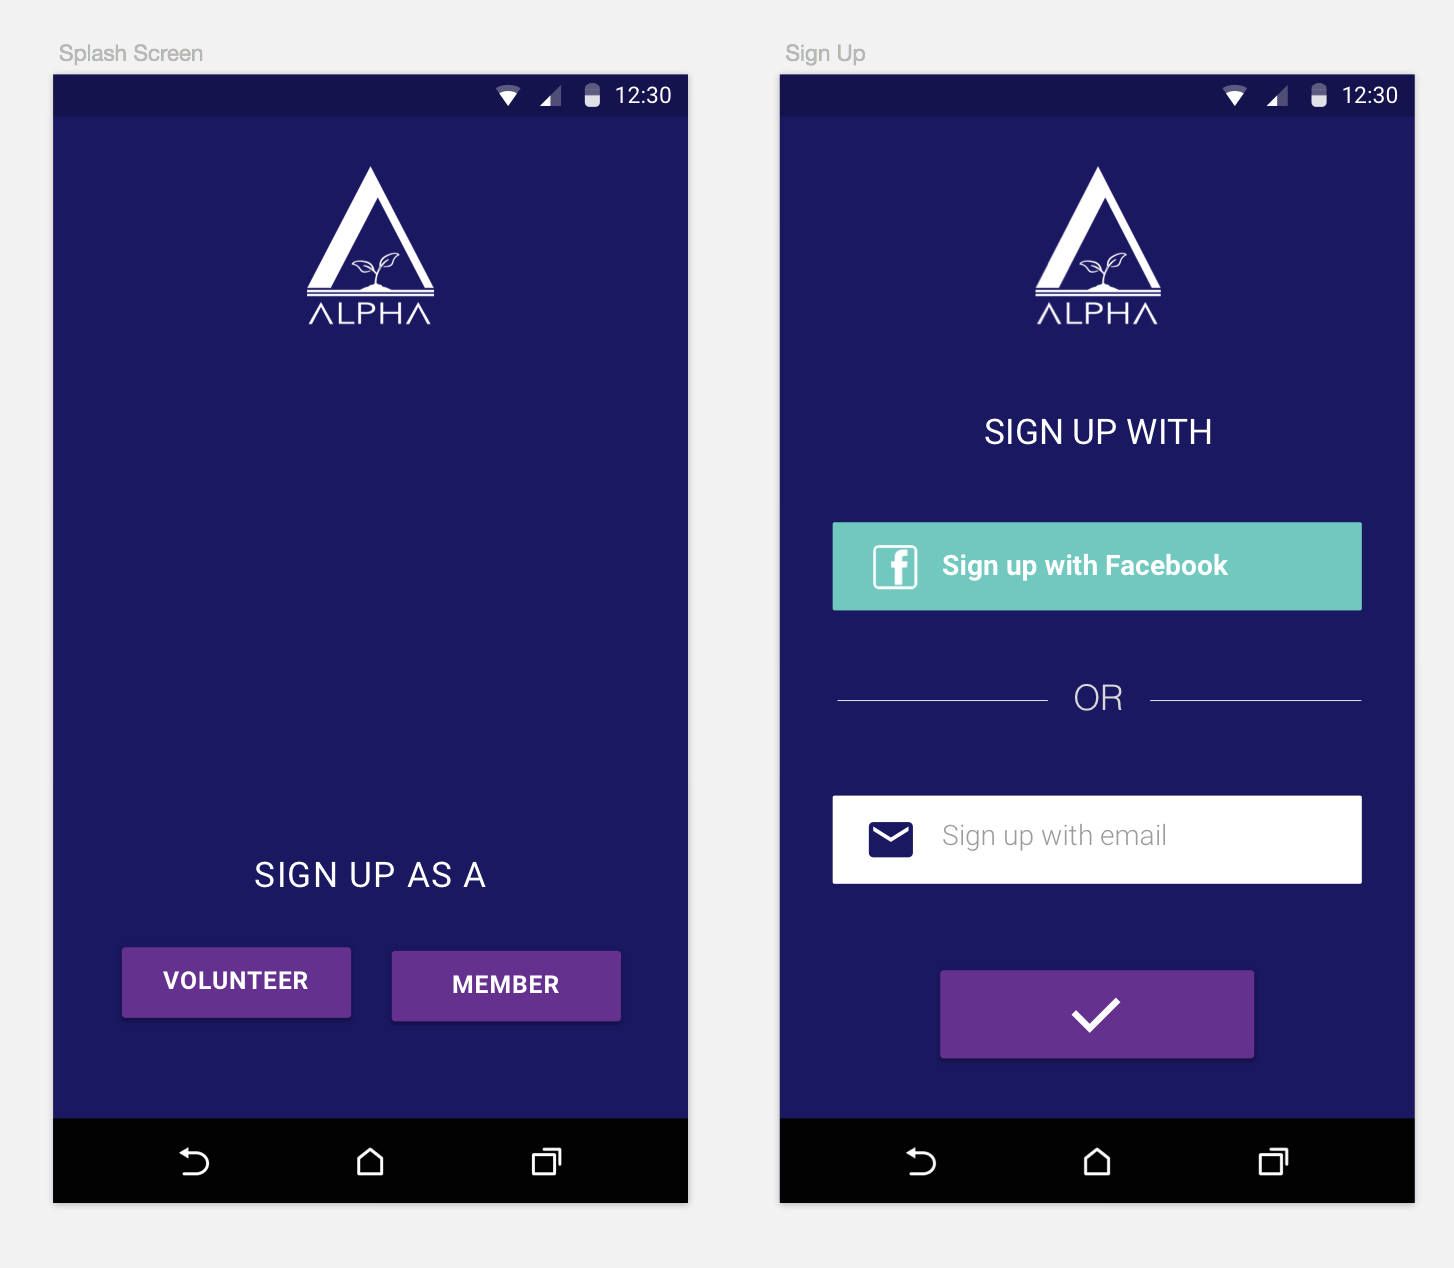 Splash Screen
12:30
ALPHA
SIGN UP AS A
VOLUNTEER
MEMBER
Sign Up
12:30
ALPHA
SIGN UP WITH
Sign up with Facebook
OR
Sign up with email